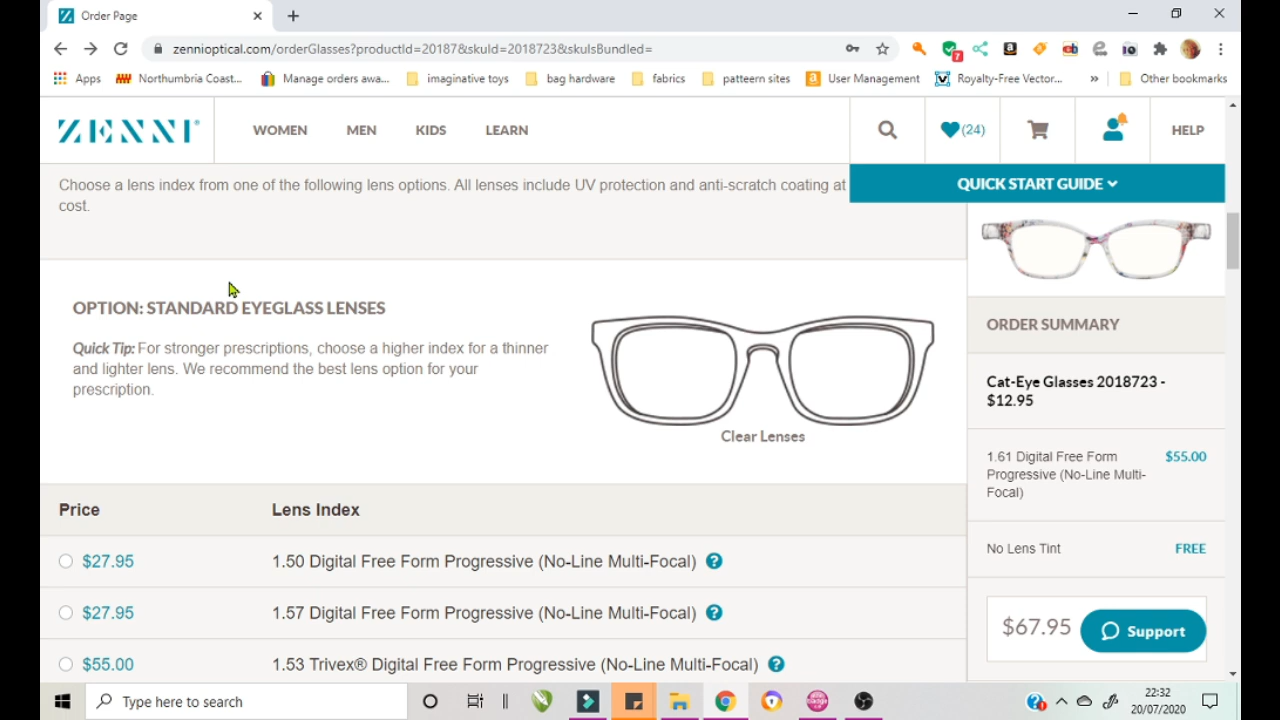 Order Page
zennioptical.com/orderGlasses?productId=20187&skuId=2018723&skulsBundled=
7
Apps
Northumbria Coast...
Manage orders awa...
imaginative toys
bag hardware
fabrics
patteern sites
User Management
Royalty-Free Vector...
»
Other bookmarks
ZENNI®
WOMEN
MEN
KIDS
LEARN
(24)
HELP
QUICK START GUIDE
Choose a lens index from one of the following lens options. All lenses include UV protection and anti-scratch coating at
cost.
OPTION: STANDARD EYEGLASS LENSES
Quick Tip: For stronger prescriptions, choose a higher index for a thinner
and lighter lens. We recommend the best lens option for your
prescription.
Clear Lenses
Price
Lens Index
$27.95
1.50 Digital Free Form Progressive (No-Line Multi-Focal) ?
$27.95
1.57 Digital Free Form Progressive (No-Line Multi-Focal) ?
$55.00
1.53 Trivex® Digital Free Form Progressive (No-Line Multi-Focal) ?
ORDER SUMMARY
Cat-Eye Glasses 2018723 -
$12.95
1.61 Digital Free Form
Progressive (No-Line Multi-
Focal)
$55.00
No Lens Tint
FREE
$67.95
Support
Type here to search
22:32
20/07/2020